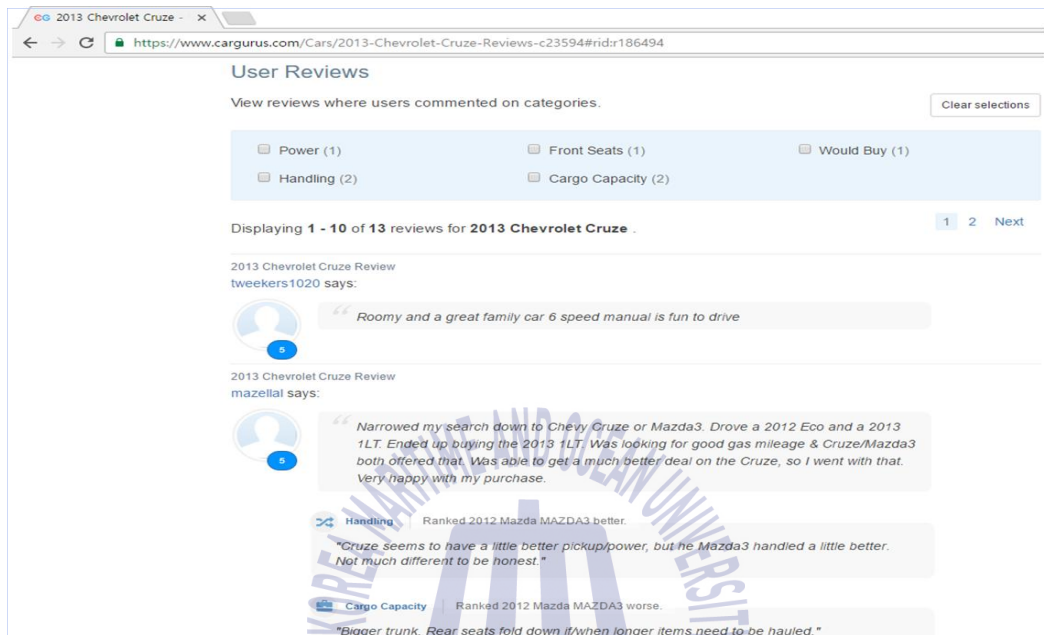 CG 2013 Chevrolet Cruze - ×
https://www.cargurus.com/Cars/2013-Chevrolet-Cruze-Reviews-c23594#rid:r186494
User Reviews
View reviews where users commented on categories.
Clear selections
Power (1)
Front Seats (1)
Would Buy (1)
Handling (2)
Cargo Capacity (2)
Displaying 1 - 10 of 13 reviews for 2013 Chevrolet Cruze .
1 2 Next
2013 Chevrolet Cruze Review
tweekers1020 says:
“ Roomy and a great family car 6 speed manual is fun to drive
5
2013 Chevrolet Cruze Review
mazellal says:
“ Narrowed my search down to Chevy Cruze or Mazda3. Drove a 2012 Eco and a 2013
1LT. Ended up buying the 2013 1LT. Was looking for good gas mileage & Cruze/Mazda3
both offered that. Was able to get a much better deal on the Cruze, so I went with that.
Very happy with my purchase.
5
Handling | Ranked 2012 Mazda MAZDA3 better.
"Cruze seems to have a little better pickup/power, but he Mazda3 handled a little better.
Not much different to be honest."
Cargo Capacity | Ranked 2012 Mazda MAZDA3 worse.
"Bigger trunk. Rear seats fold down if/when longer items need to be hauled."
KOREA MARITIME AND OCEAN UNIVERSIT